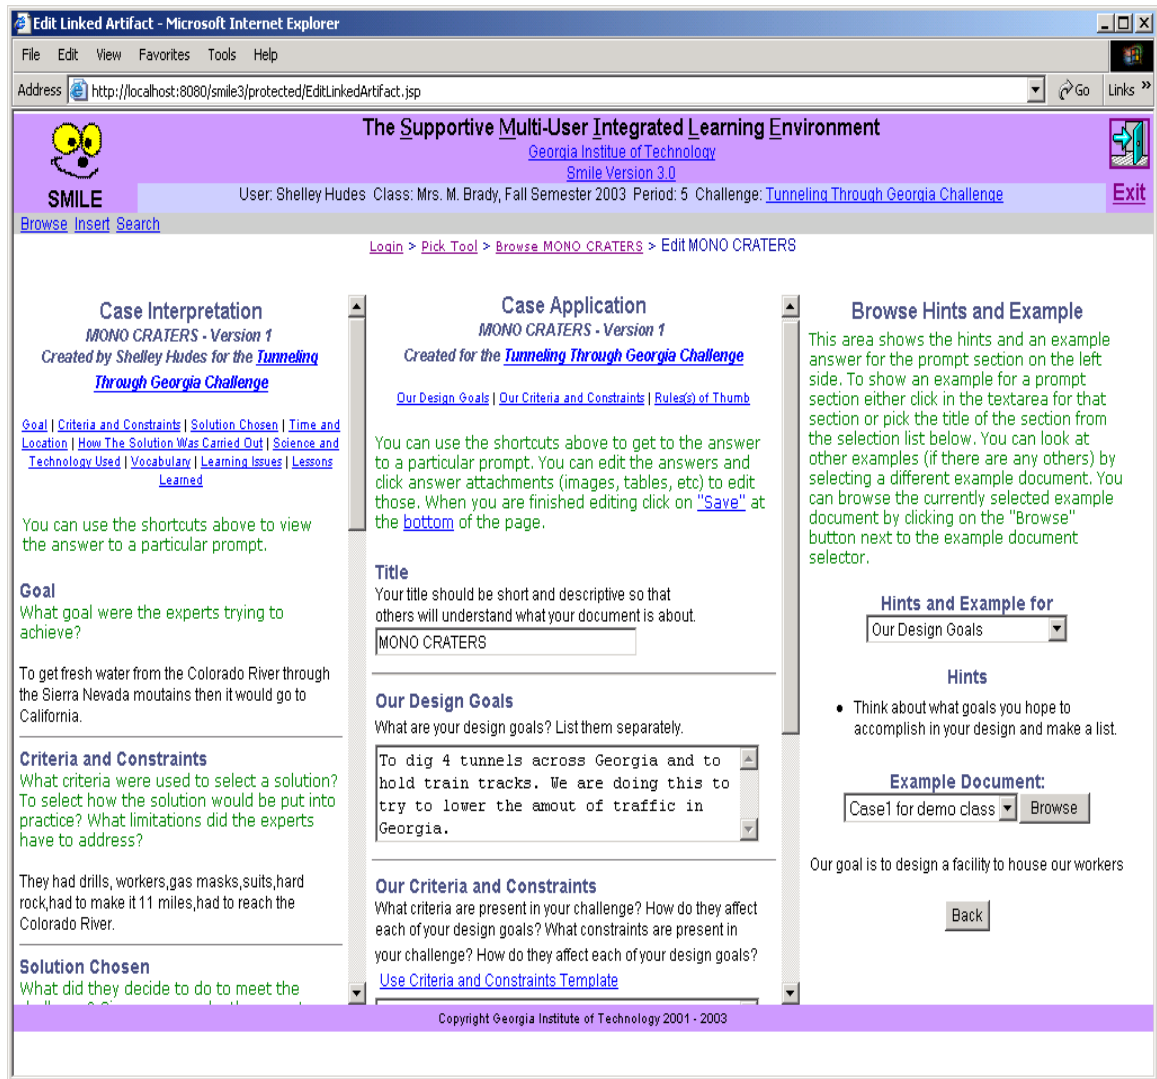 Edit Linked Artifact - Microsoft Internet Explorer
File Edit View Favorites Tools Help
Address http://localhost:8080/smile3/protected/EditLinkedArtifact.jsp Go Links »
The Supportive Multi-User Integrated Learning Environment
Georgia Institue of Technology
Smile Version 3.0
SMILE
User: Shelley Hudes Class: Mrs. M. Brady, Fall Semester 2003 Period: 5 Challenge: Tunneling Through Georgia Challenge
Exit
Browse Insert Search
Login > Pick Tool > Browse MONO CRATERS > Edit MONO CRATERS
Case Interpretation
MONO CRATERS - Version 1
Created by Shelley Hudes for the Tunneling
Through Georgia Challenge
Goal | Criteria and Constraints | Solution Chosen | Time and
Location | How The Solution Was Carried Out | Science and
Technology Used | Vocabulary | Learning Issues | Lessons
Learned
You can use the shortcuts above to view
the answer to a particular prompt.
Goal
What goal were the experts trying to
achieve?
To get fresh water from the Colorado River through
the Sierra Nevada moutains then it would go to
California.
Criteria and Constraints
What criteria were used to select a solution?
To select how the solution would be put into
practice? What limitations did the experts
have to address?
They had drills, workers,gas masks,suits,hard
rock,had to make it 11 miles,had to reach the
Colorado River.
Solution Chosen
What did they decide to do to meet the
Case Application
MONO CRATERS - Version 1
Created for the Tunneling Through Georgia Challenge
Our Design Goals | Our Criteria and Constraints | Rules(s) of Thumb
You can use the shortcuts above to get to the answer
to a particular prompt. You can edit the answers and
click answer attachments (images, tables, etc) to edit
those. When you are finished editing click on "Save" at
the bottom of the page.
Title
Your title should be short and descriptive so that
others will understand what your document is about.
MONO CRATERS
Our Design Goals
What are your design goals? List them separately.
To dig 4 tunnels across Georgia and to
hold train tracks. We are doing this to
try to lower the amout of traffic in
Georgia.
Our Criteria and Constraints
What criteria are present in your challenge? How do they affect
each of your design goals? What constraints are present in
your challenge? How do they affect each of your design goals?
Use Criteria and Constraints Template
Browse Hints and Example
This area shows the hints and an example
answer for the prompt section on the left
side. To show an example for a prompt
section either click in the textarea for that
section or pick the title of the section from
the selection list below. You can look at
other examples (if there are any others) by
selecting a different example document. You
can browse the currently selected example
document by clicking on the "Browse"
button next to the example document
selector.
Hints and Example for
Our Design Goals
Hints
• Think about what goals you hope to
accomplish in your design and make a list.
Example Document:
Case1 for demo class Browse
Our goal is to design a facility to house our workers
Back
Copyright Georgia Institute of Technology 2001 - 2003